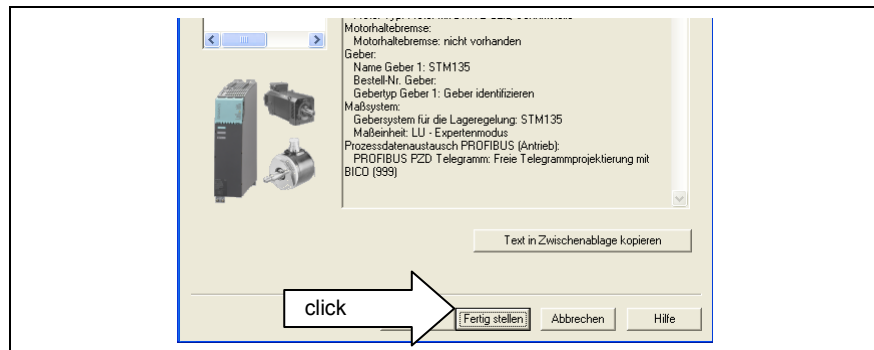 Motorhaltebremse:
Motorhaltebremse: nicht vorhanden
Geber:
Name Geber 1: STM135
Bestell-Nr. Geber:
Gebertyp Geber 1: Geber identifizieren
Maßsystem:
Gebersystem für die Lageregelung: STM135
Maßeinheit: LU - Expertenmodus
Prozessdatenaustausch PROFIBUS (Antrieb):
PROFIBUS PZD Telegramm: Freie Telegrammprojektierung mit
BICO (999)
Text in Zwischenablage kopieren
click
Fertig stellen
Abbrechen
Hilfe